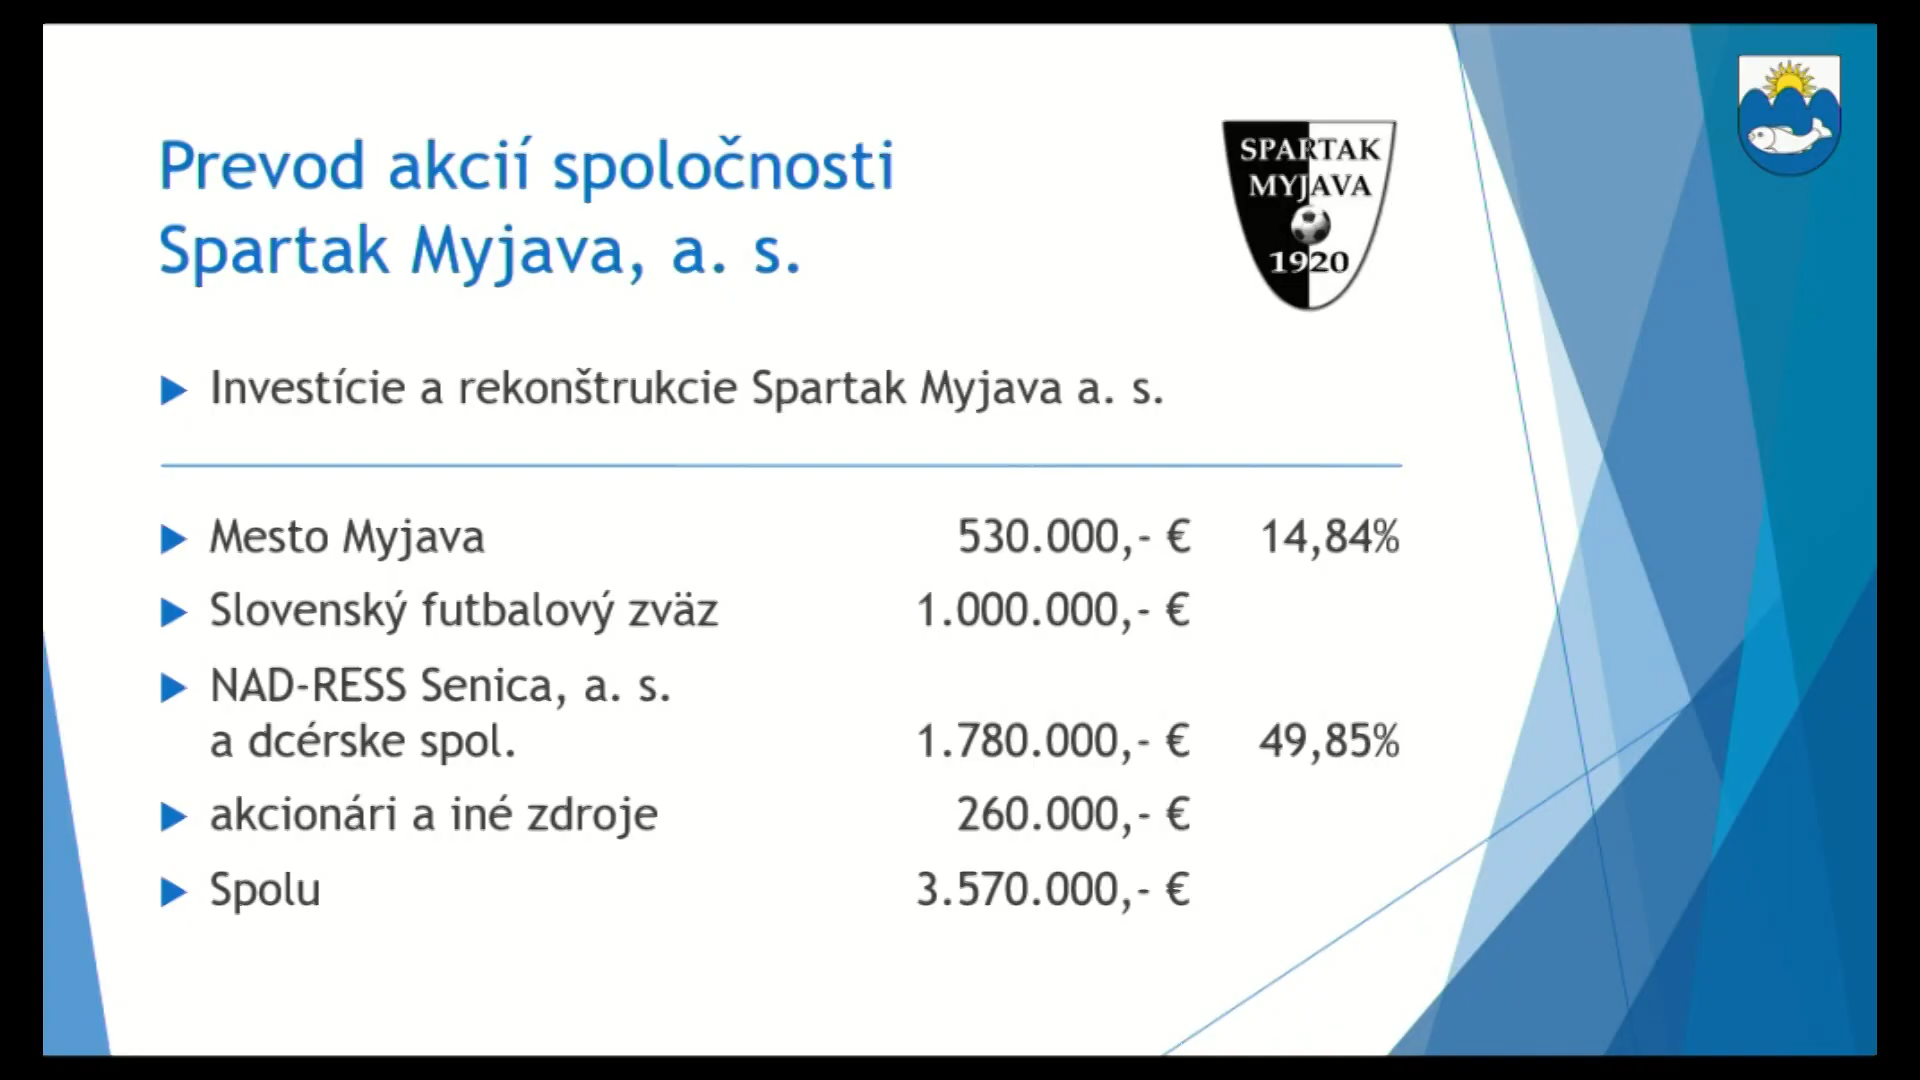 Prevod akcií spoločnosti
Spartak Myjava, a. s.
SPARTAK
MYJAVA
1920
Investície a rekonštrukcie Spartak Myjava a. s.
Mesto Myjava 530.000,- € 14,84%
Slovenský futbalový zväz 1.000.000,- €
NAD-RESS Senica, a. s.
a dcérske spol. 1.780.000,- € 49,85%
akcionári a iné zdroje 260.000,- €
Spolu 3.570.000,- €